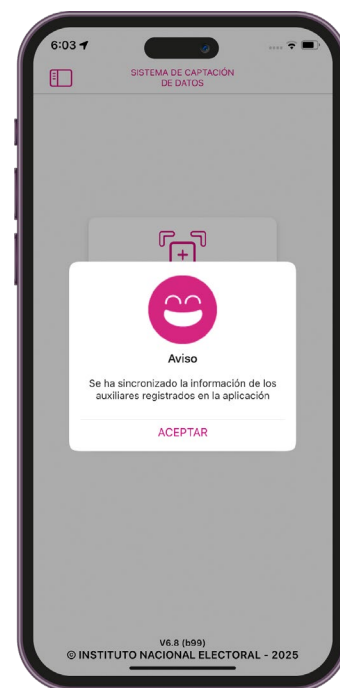 6:03
SISTEMA DE CAPTACIÓN
DE DATOS
Aviso
Se ha sincronizado la información de los
auxiliares registrados en la aplicación
ACEPTAR
V6.8 (b99)
© INSTITUTO NACIONAL ELECTORAL - 2025